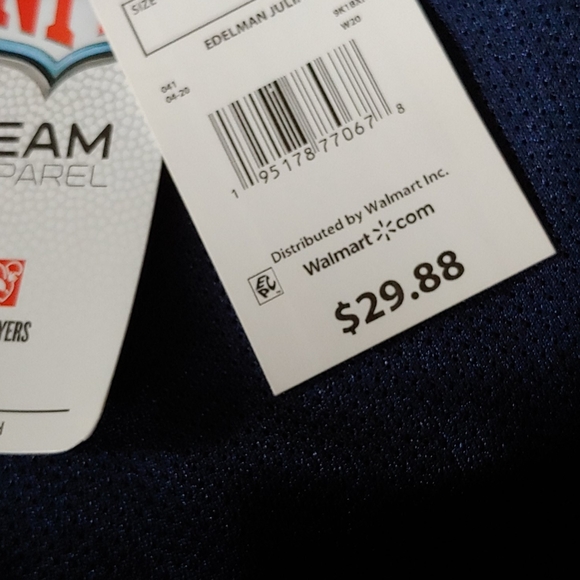 SIZE
EDELMAN JULI
W20
041
04-20
1 95178 77067 8
Distributed by Walmart Inc.
Walmart com
$29.88
EAM
PAREL
YERS